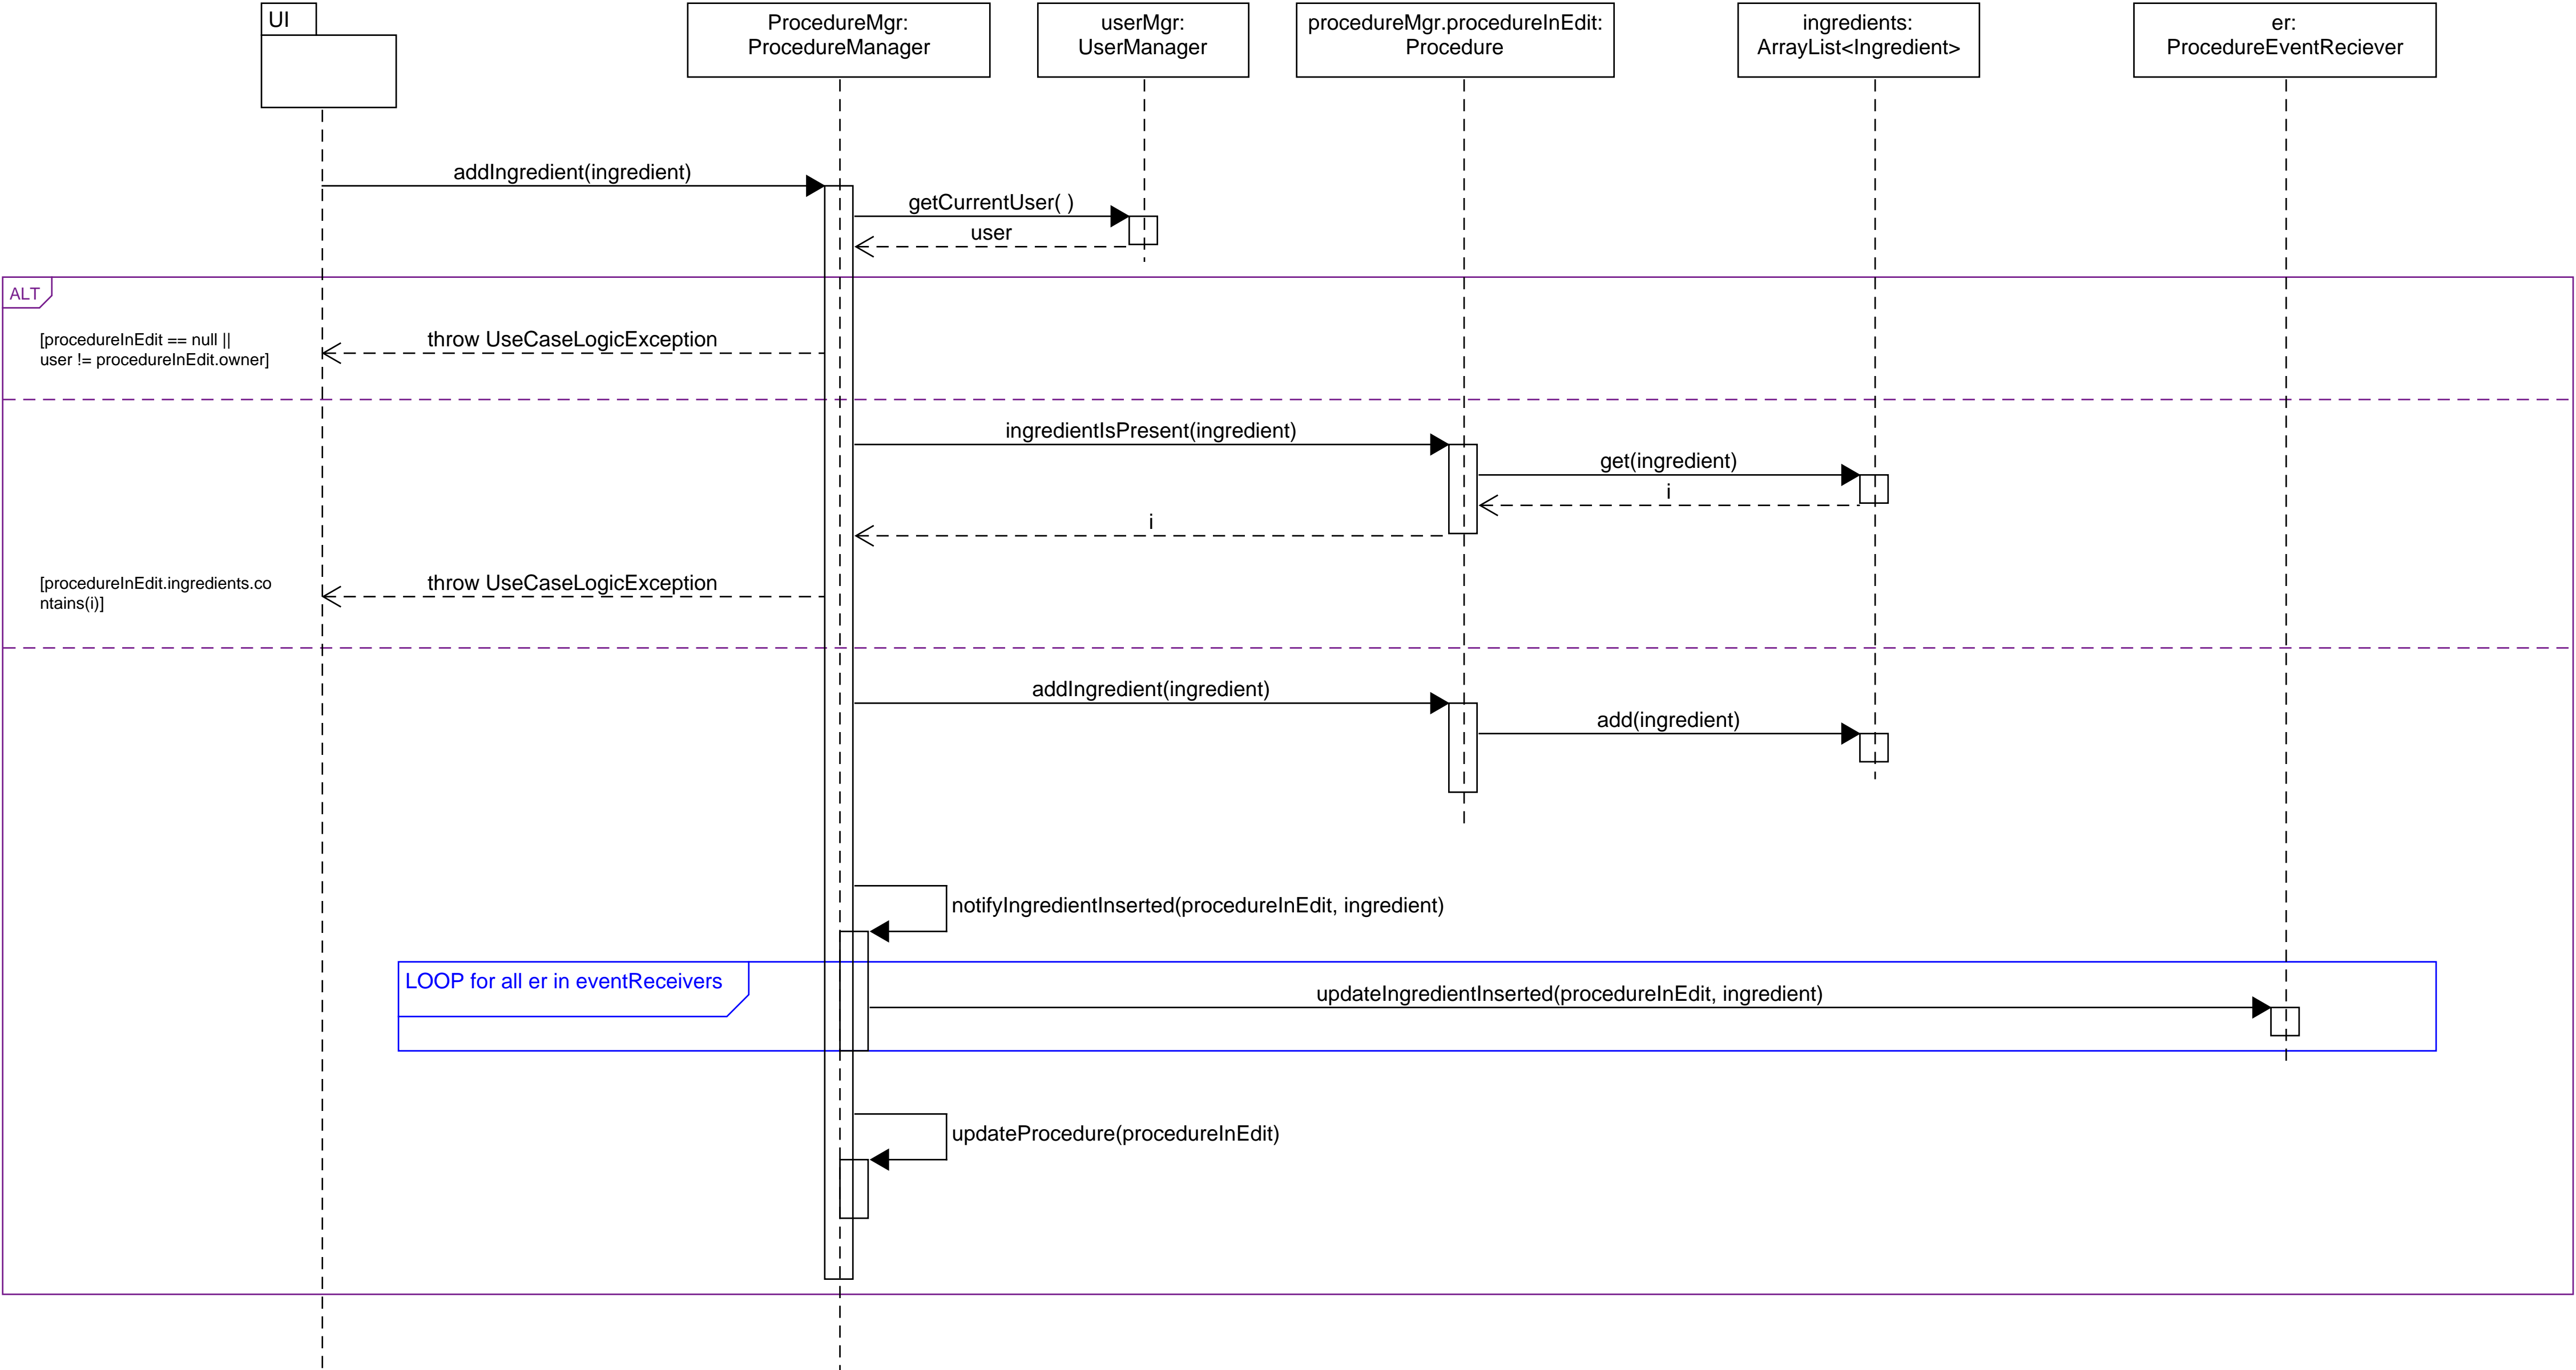 UI
ProcedureMgr:
ProcedureManager
userMgr:
UserManager
procedureMgr.procedureInEdit:
Procedure
ingredients:
ArrayList<Ingredient>
er:
ProcedureEventReciever
addIngredient(ingredient)
getCurrentUser( )
user
ALT
[procedureInEdit == null ||
user != procedureInEdit.owner]
throw UseCaseLogicException
ingredientIsPresent(ingredient)
get(ingredient)
i
i
[procedureInEdit.ingredients.co
ntains(i)]
throw UseCaseLogicException
addIngredient(ingredient)
add(ingredient)
notifyIngredientInserted(procedureInEdit, ingredient)
LOOP for all er in eventReceivers
updateIngredientInserted(procedureInEdit, ingredient)
updateProcedure(procedureInEdit)